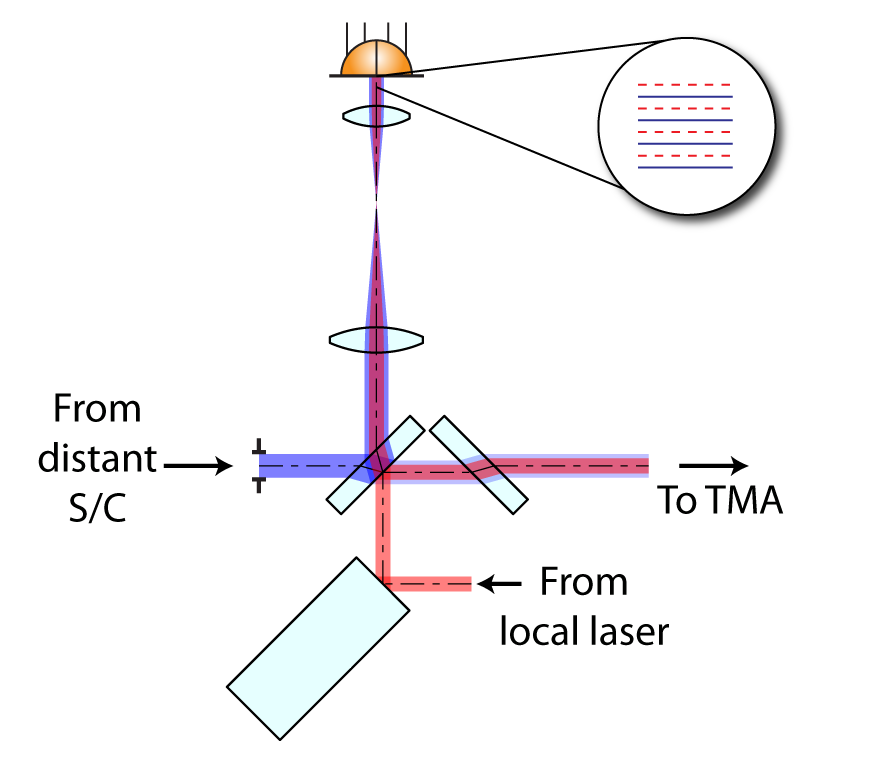 From
distant
S/C
To TMA
From
local laser